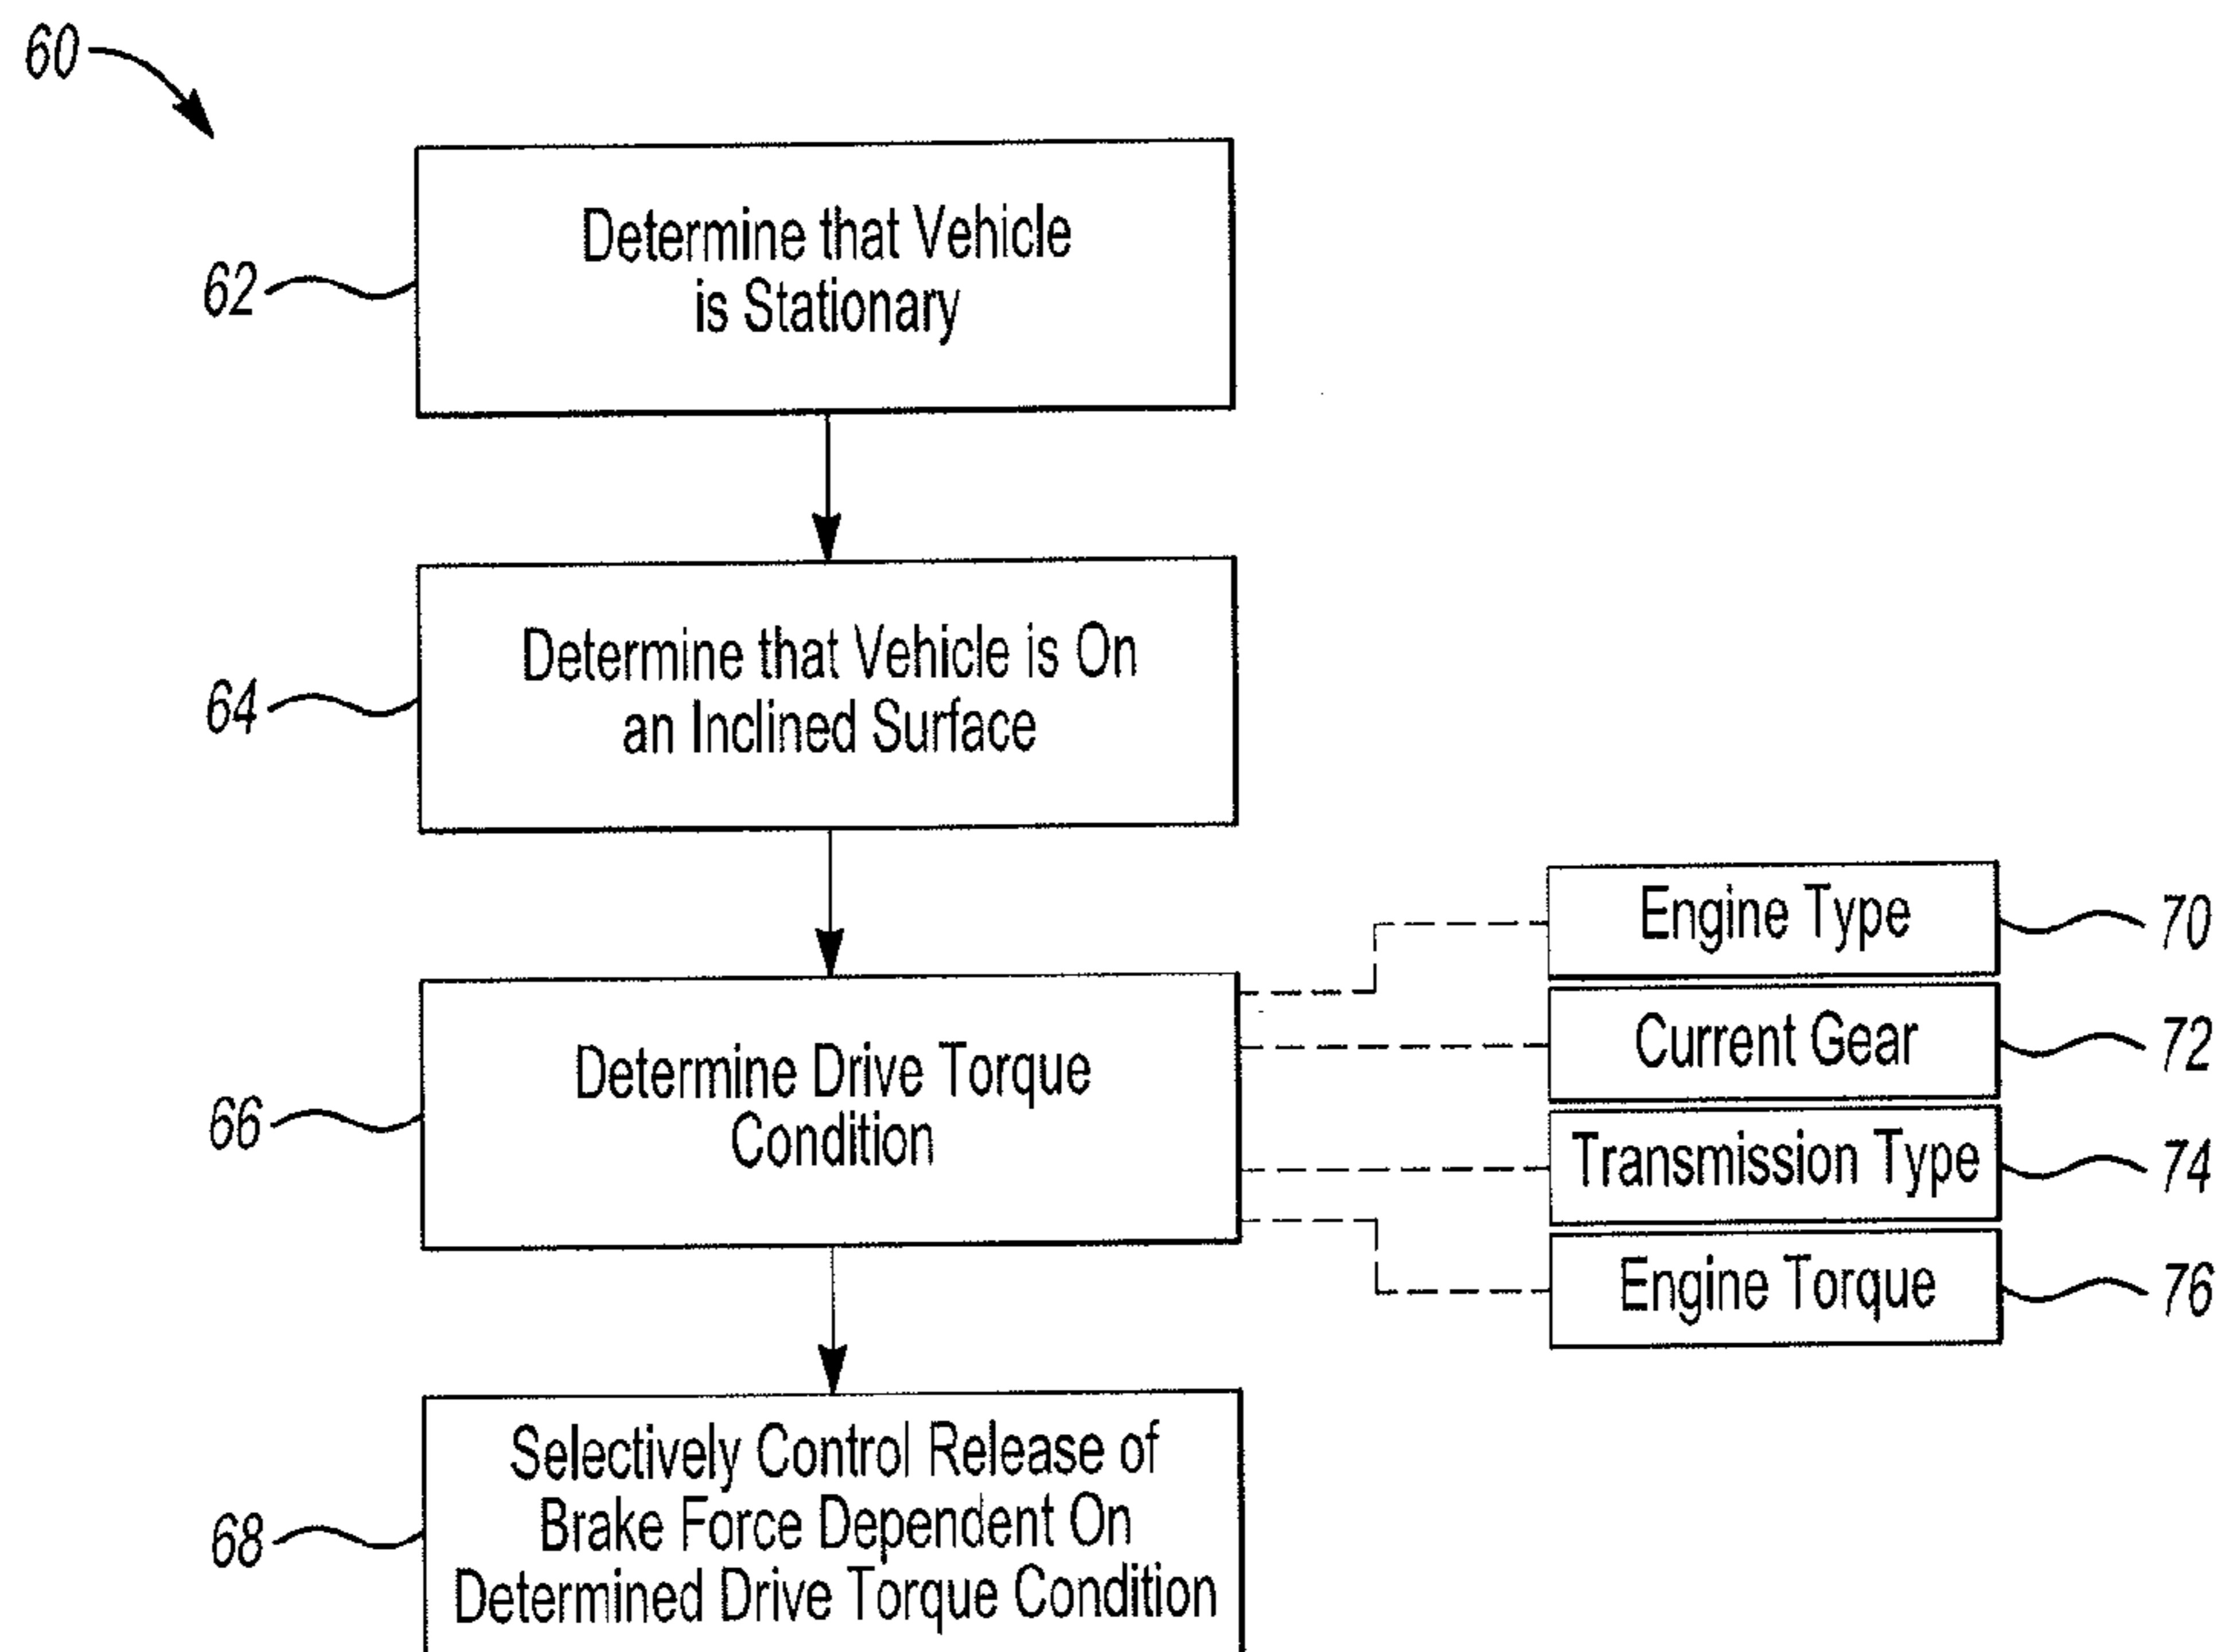 60
Determine that Vehicle
is Stationary
62
Determine that Vehicle is On
an Inclined Surface
64
Determine Drive Torque
Condition
66
Engine Type
70
Current Gear
72
Transmission Type
74
Engine Torque
76
Selectively Control Release of
Brake Force Dependent On
Determined Drive Torque Condition
68